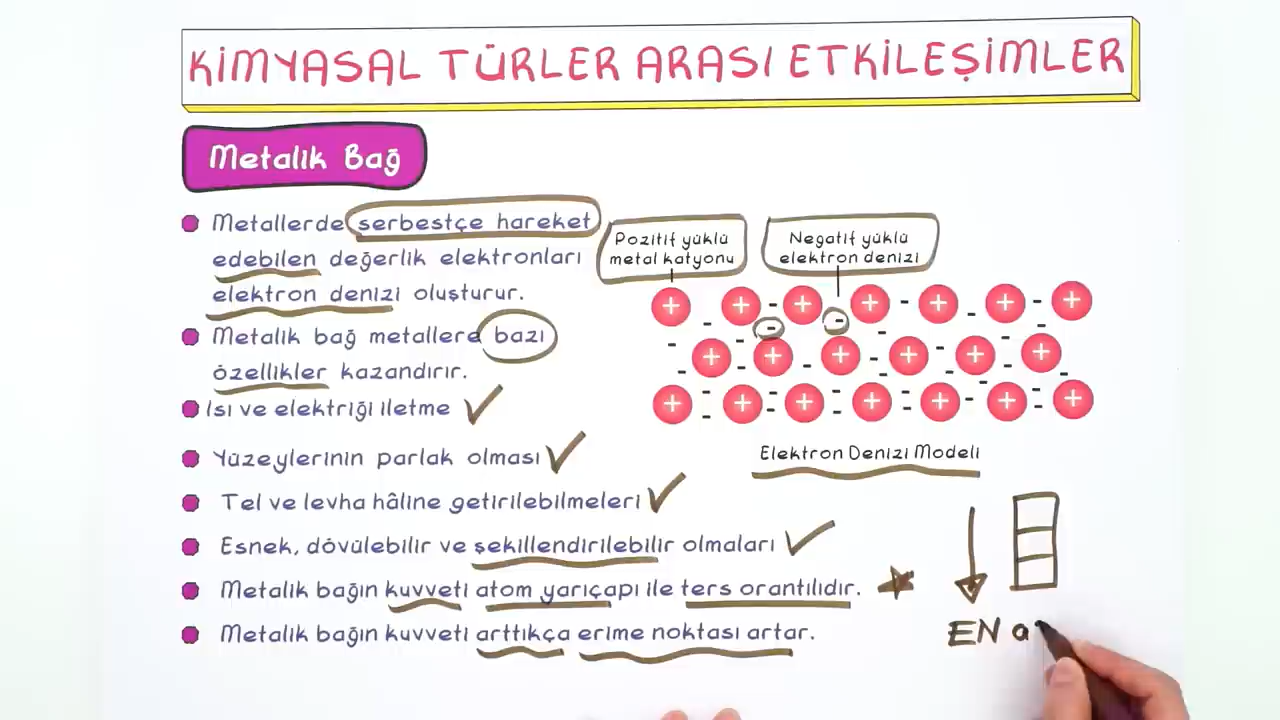 KİMYASAL TÜRLER ARASI ETKİLEŞİMLER
Metalik Bağ
Metallerde serbestçe hareket
edebilen değerlik elektronları
elektron denizi oluşturur.
Metalik bağ metallere bazı
özellikler kazandırır.
Isı ve elektriği iletme
Yüzeylerinin parlak olması
Tel ve levha hâline getirilebilmeleri
Esnek, dövülebilir ve şekillendirilebilir olmaları
Metalik bağın kuvveti atom yarıçapı ile ters orantılıdır.
Metalik bağın kuvveti arttıkça erime noktası artar.
Pozitif yüklü
metal katyonu
Negatif yüklü
elektron denizi
+ - + - + - + - + - + - +
- - - - -
- + - + - + - + - + - +
- - - - - -
+ - + - + - + - + - + - +
Elektron Denizi Modeli
EN a